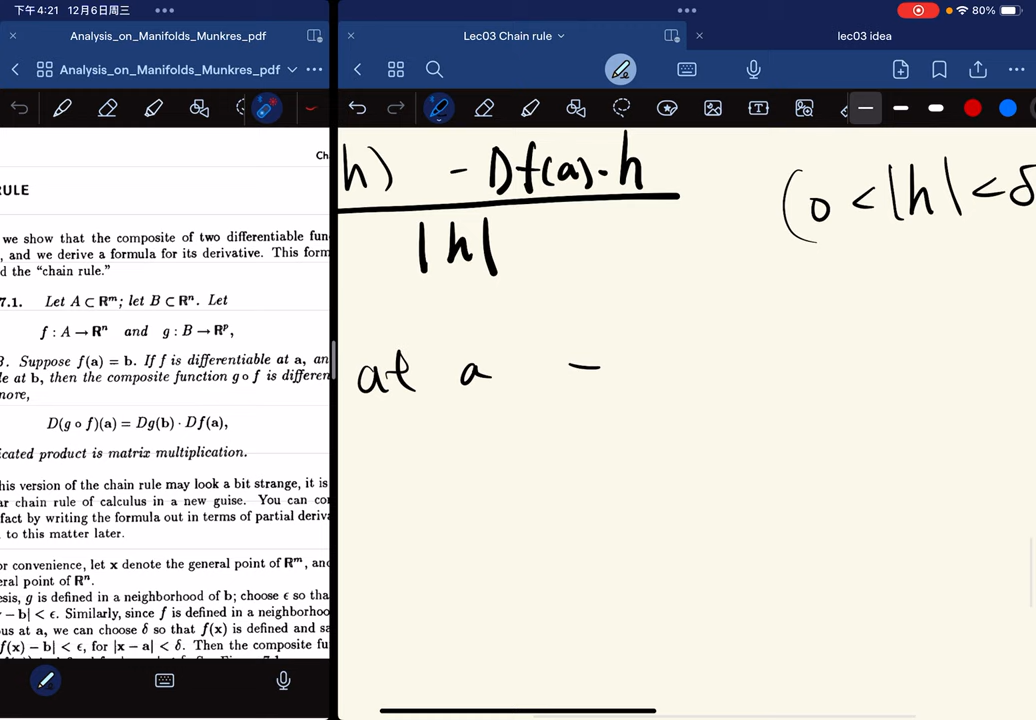 下午4:21 12月6日周三
80%
Analysis_on_Manifolds_Munkres_pdf
Lec03 Chain rule
lec03 idea
Analysis_on_Manifolds_Munkres_pdf
Ch
RULE
we show that the composite of two differentiable fun
, and we derive a formula for its derivative. This form
d the “chain rule.”
7.1. Let A ⊂ Rᵐ; let B ⊂ Rⁿ. Let
f : A → Rⁿ and g : B → Rᵖ,
B. Suppose f(a) = b. If f is differentiable at a, an
le at b, then the composite function g ∘ f is differen
more,
D(g ∘ f)(a) = Dg(b) · Df(a),
icated product is matrix multiplication.
his version of the chain rule may look a bit strange, it is
ar chain rule of calculus in a new guise. You can con
fact by writing the formula out in terms of partial deriva
to this matter later.
or convenience, let x denote the general point of Rᵐ, an
eral point of Rⁿ.
esis, g is defined in a neighborhood of b; choose ϵ so tha
y − b| < ϵ. Similarly, since f is defined in a neighborhoo
us at a, we can choose δ so that f(x) is defined and sa
f(x) − b| < ϵ, for |x − a| < δ. Then the composite fu
h) - Df(a)·h
|h|
(0 < |h| < δ
at a -